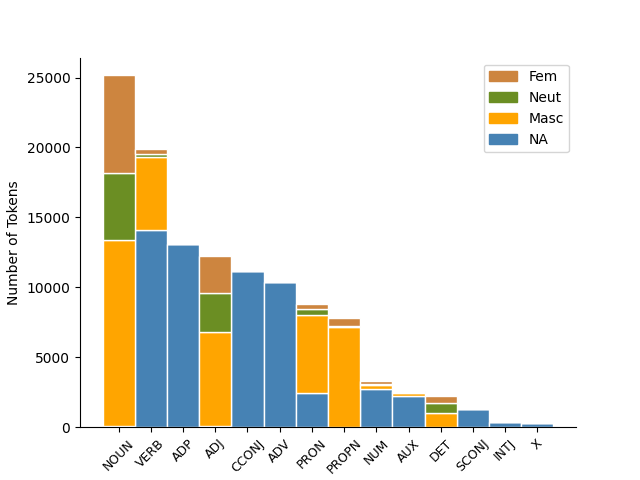 Number of Tokens
25000
20000
15000
10000
5000
0
Fem
Neut
Masc
NA
NOUN
VERB
ADP
ADJ
CCONJ
ADV
PRON
PROPN
NUM
AUX
DET
SCONJ
INTJ
X